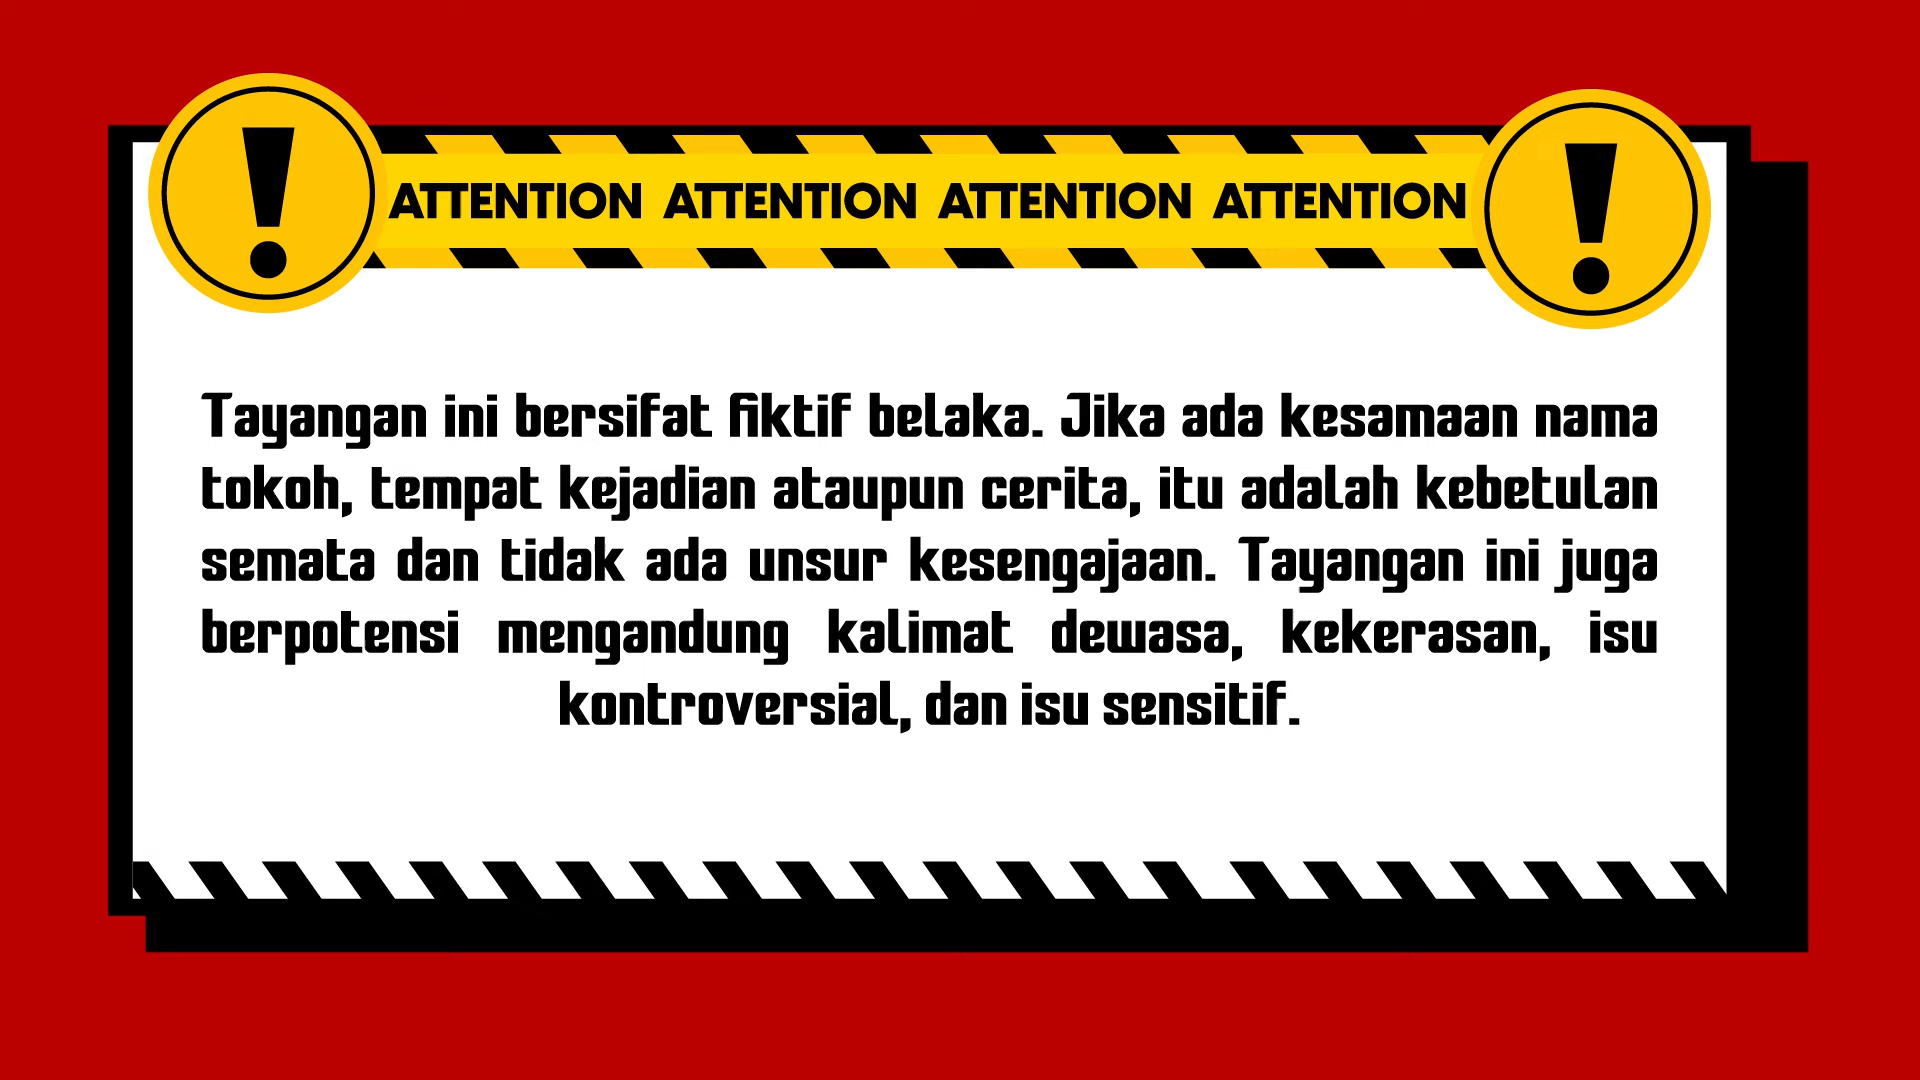 ATTENTION ATTENTION ATTENTION ATTENTION
Tayangan ini bersifat fiktif belaka. Jika ada kesamaan nama
tokoh, tempat kejadian ataupun cerita, itu adalah kebetulan
semata dan tidak ada unsur kesengajaan. Tayangan ini juga
berpotensi mengandung kalimat dewasa, kekerasan, isu
kontroversial, dan isu sensitif.